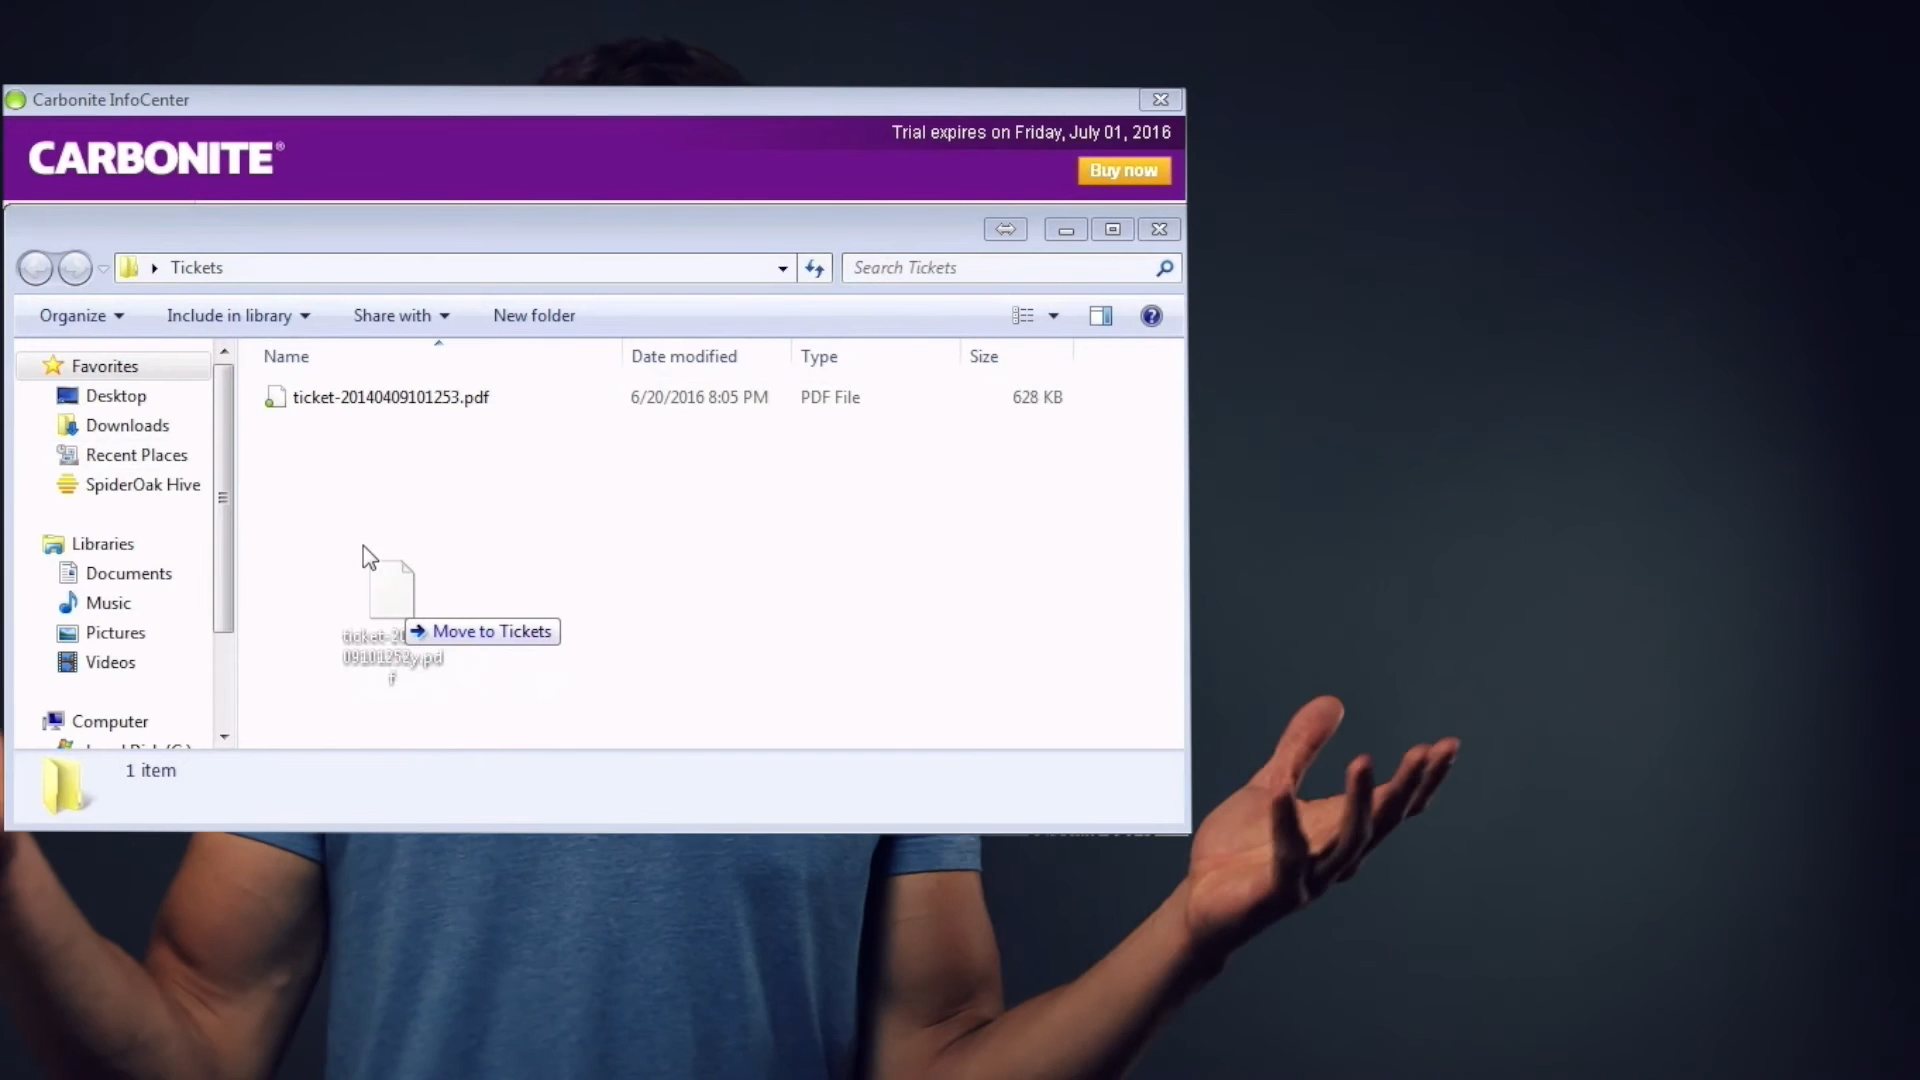 Carbonite InfoCenter
Trial expires on Friday, July 01, 2016
CARBONITE®
Buy now
Tickets
Search Tickets
Organize
Include in library
Share with
New folder
Name
Date modified
Type
Size
ticket-20140409101253.pdf
6/20/2016 8:05 PM
PDF File
628 KB
Favorites
Desktop
Downloads
Recent Places
SpiderOak Hive
Libraries
Documents
Music
Pictures
Videos
Computer
Move to Tickets
1 item